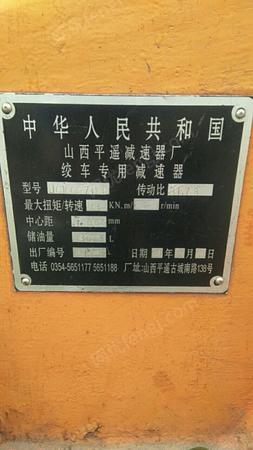 中华人民共和国
山西平遥减速器厂
绞车专用减速器
型号 传动比
最大扭矩/转速 KN.m/ r/min
中心距 mm
储油量 L
出厂编号 日期 年 月 日
电话 0354-5651177 5651188 厂址:山西平遥古城南路138号